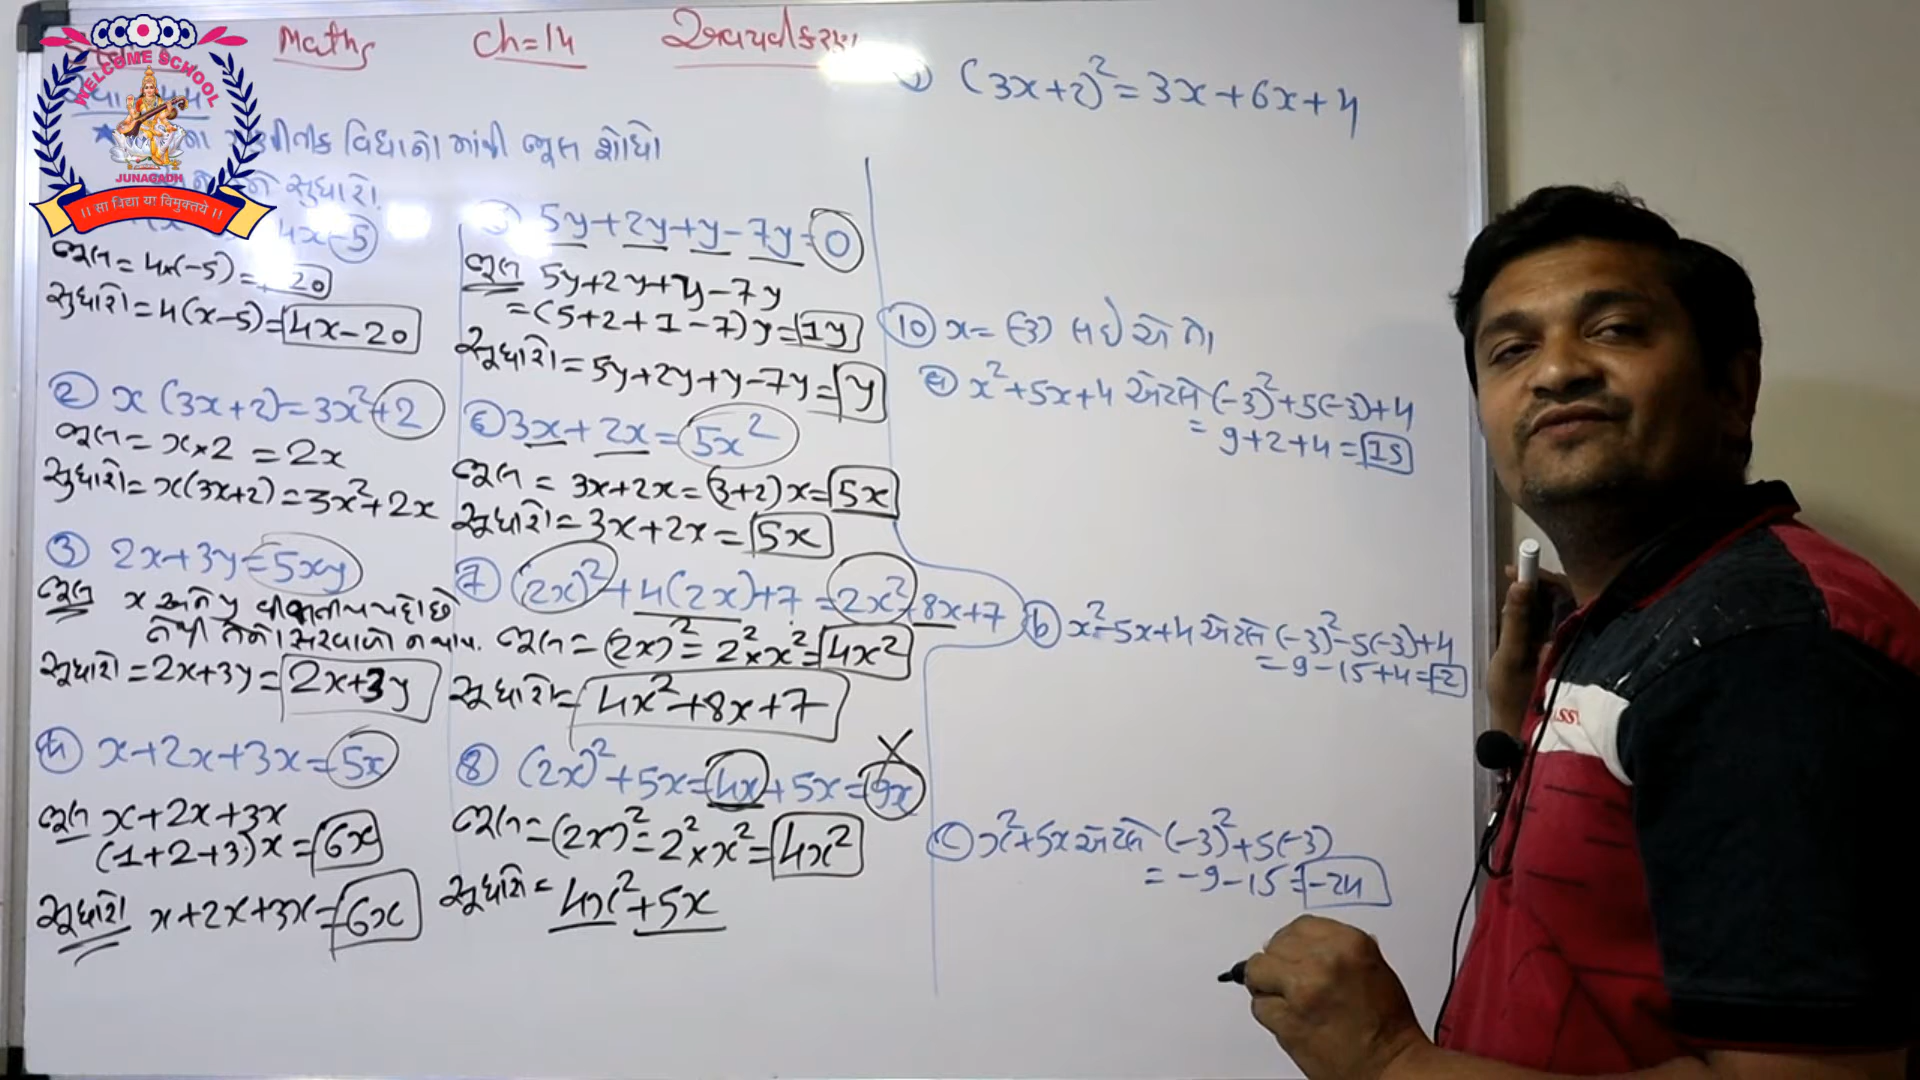 Maths ch=14 અવયવીકરણ
WELCOME SCHOOL
JUNAGADH
।। सा विद्या या विमुक्तये ।।
વિધાનો માંથી ભૂલ શોધો
સુધારો.
4x-5
ભૂલ = 4×(-5) = -20
સુધારો = 4(x-5) = 4x-20
② x(3x+2) = 3x²+2
ભૂલ = x×2 = 2x
સુધારો = x(3x+2) = 3x²+2x
③ 2x+3y = 5xy
ભૂલ x અને y
સુધારો = 2x+3y = 2x+3y
④ x+2x+3x = 5x
ભૂલ x+2x+3x
(1+2+3)x = 6x
સુધારો x+2x+3x = 6x
5y+2y+y-7y = 0
ભૂલ 5y+2y+y-7y
= (5+2+1-7)y = 1y
સુધારો = 5y+2y+y-7y = y
⑥ 3x+2x = 5x²
ભૂલ = 3x+2x = (3+2)x = 5x
સુધારો = 3x+2x = 5x
⑦ (2x)²+4(2x)+7 = 2x²+8x+7
ભૂલ = (2x)² = 2²×x² = 4x²
સુધારો = 4x²+8x+7
⑧ (2x)²+5x = 4x+5x = 9x
ભૂલ = (2x)² = 2²×x² = 4x²
સુધારો = 4x²+5x
(3x+2)² = 3x+6x+4
⑩ x = (-3) લઈએ તો
x²+5x+4 એટલે (-3)²+5(-3)+4
= 9+2+4 = 15
ⓑ x²-5x+4 એટલે (-3)²-5(-3)+4
= 9-15+4 = -2
ⓒ x²+5x એટલે (-3)²+5(-3)
= -9-15 = -24